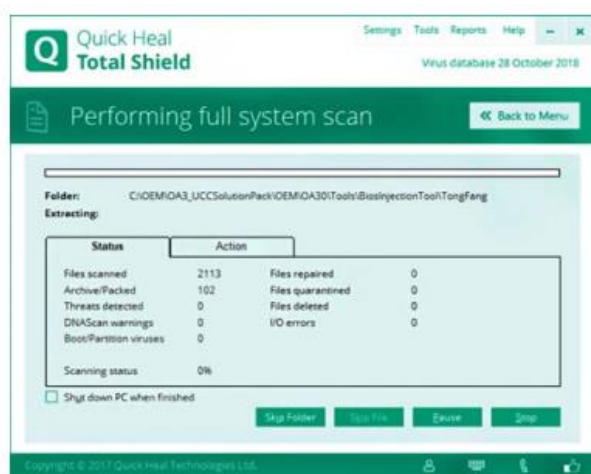 Settings Tools Reports Help
Q Quick Heal
Total Shield
Virus database 28 October 2018
Performing full system scan
Back to Menu
Folder: C:\OEM\OA3_UCCSolutionPack\OEM\OA30\Tools\BiosInjectionTool\TongFang
Extracting:
Status Action
Files scanned 2113 Files repaired 0
Archive/Packed 102 Files quarantined 0
Threats detected 0 Files deleted 0
DNAScan warnings 0 I/O errors 0
Boot/Partition viruses 0
Scanning status 0%
Shut down PC when finished
Skip Folder Skip File Pause Stop
Copyright © 2017 Quick Heal Technologies Ltd.